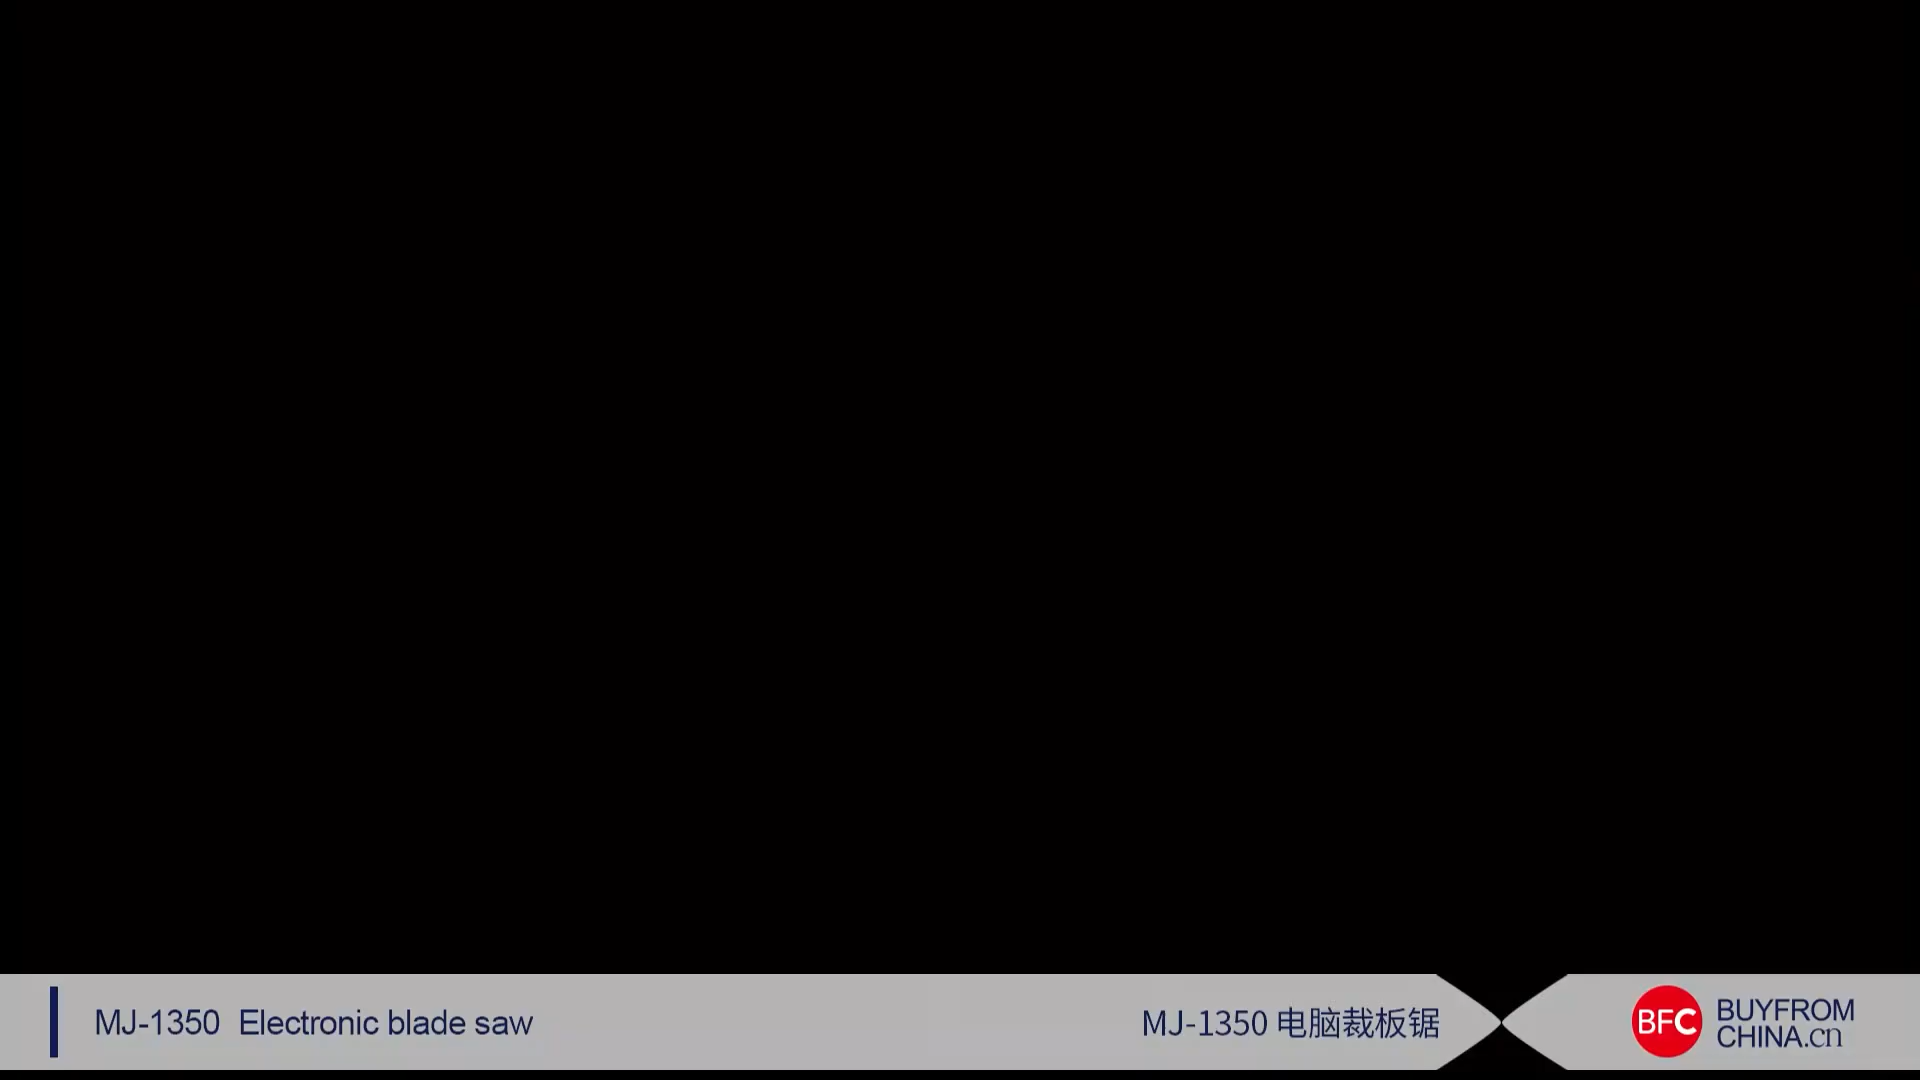 MJ-1350 Electronic blade saw
MJ-1350 电脑裁板锯
BFC
BUYFROM
CHINA.cn